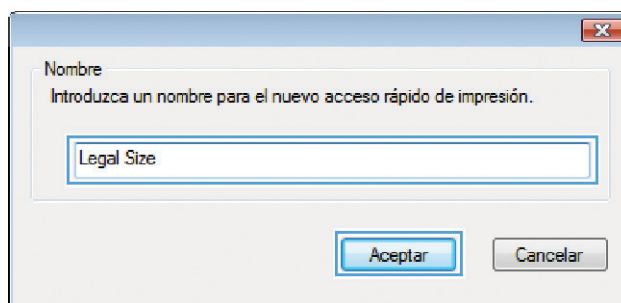 Nombre
Introduzca un nombre para el nuevo acceso rápido de impresión.
Legal Size
Aceptar Cancelar